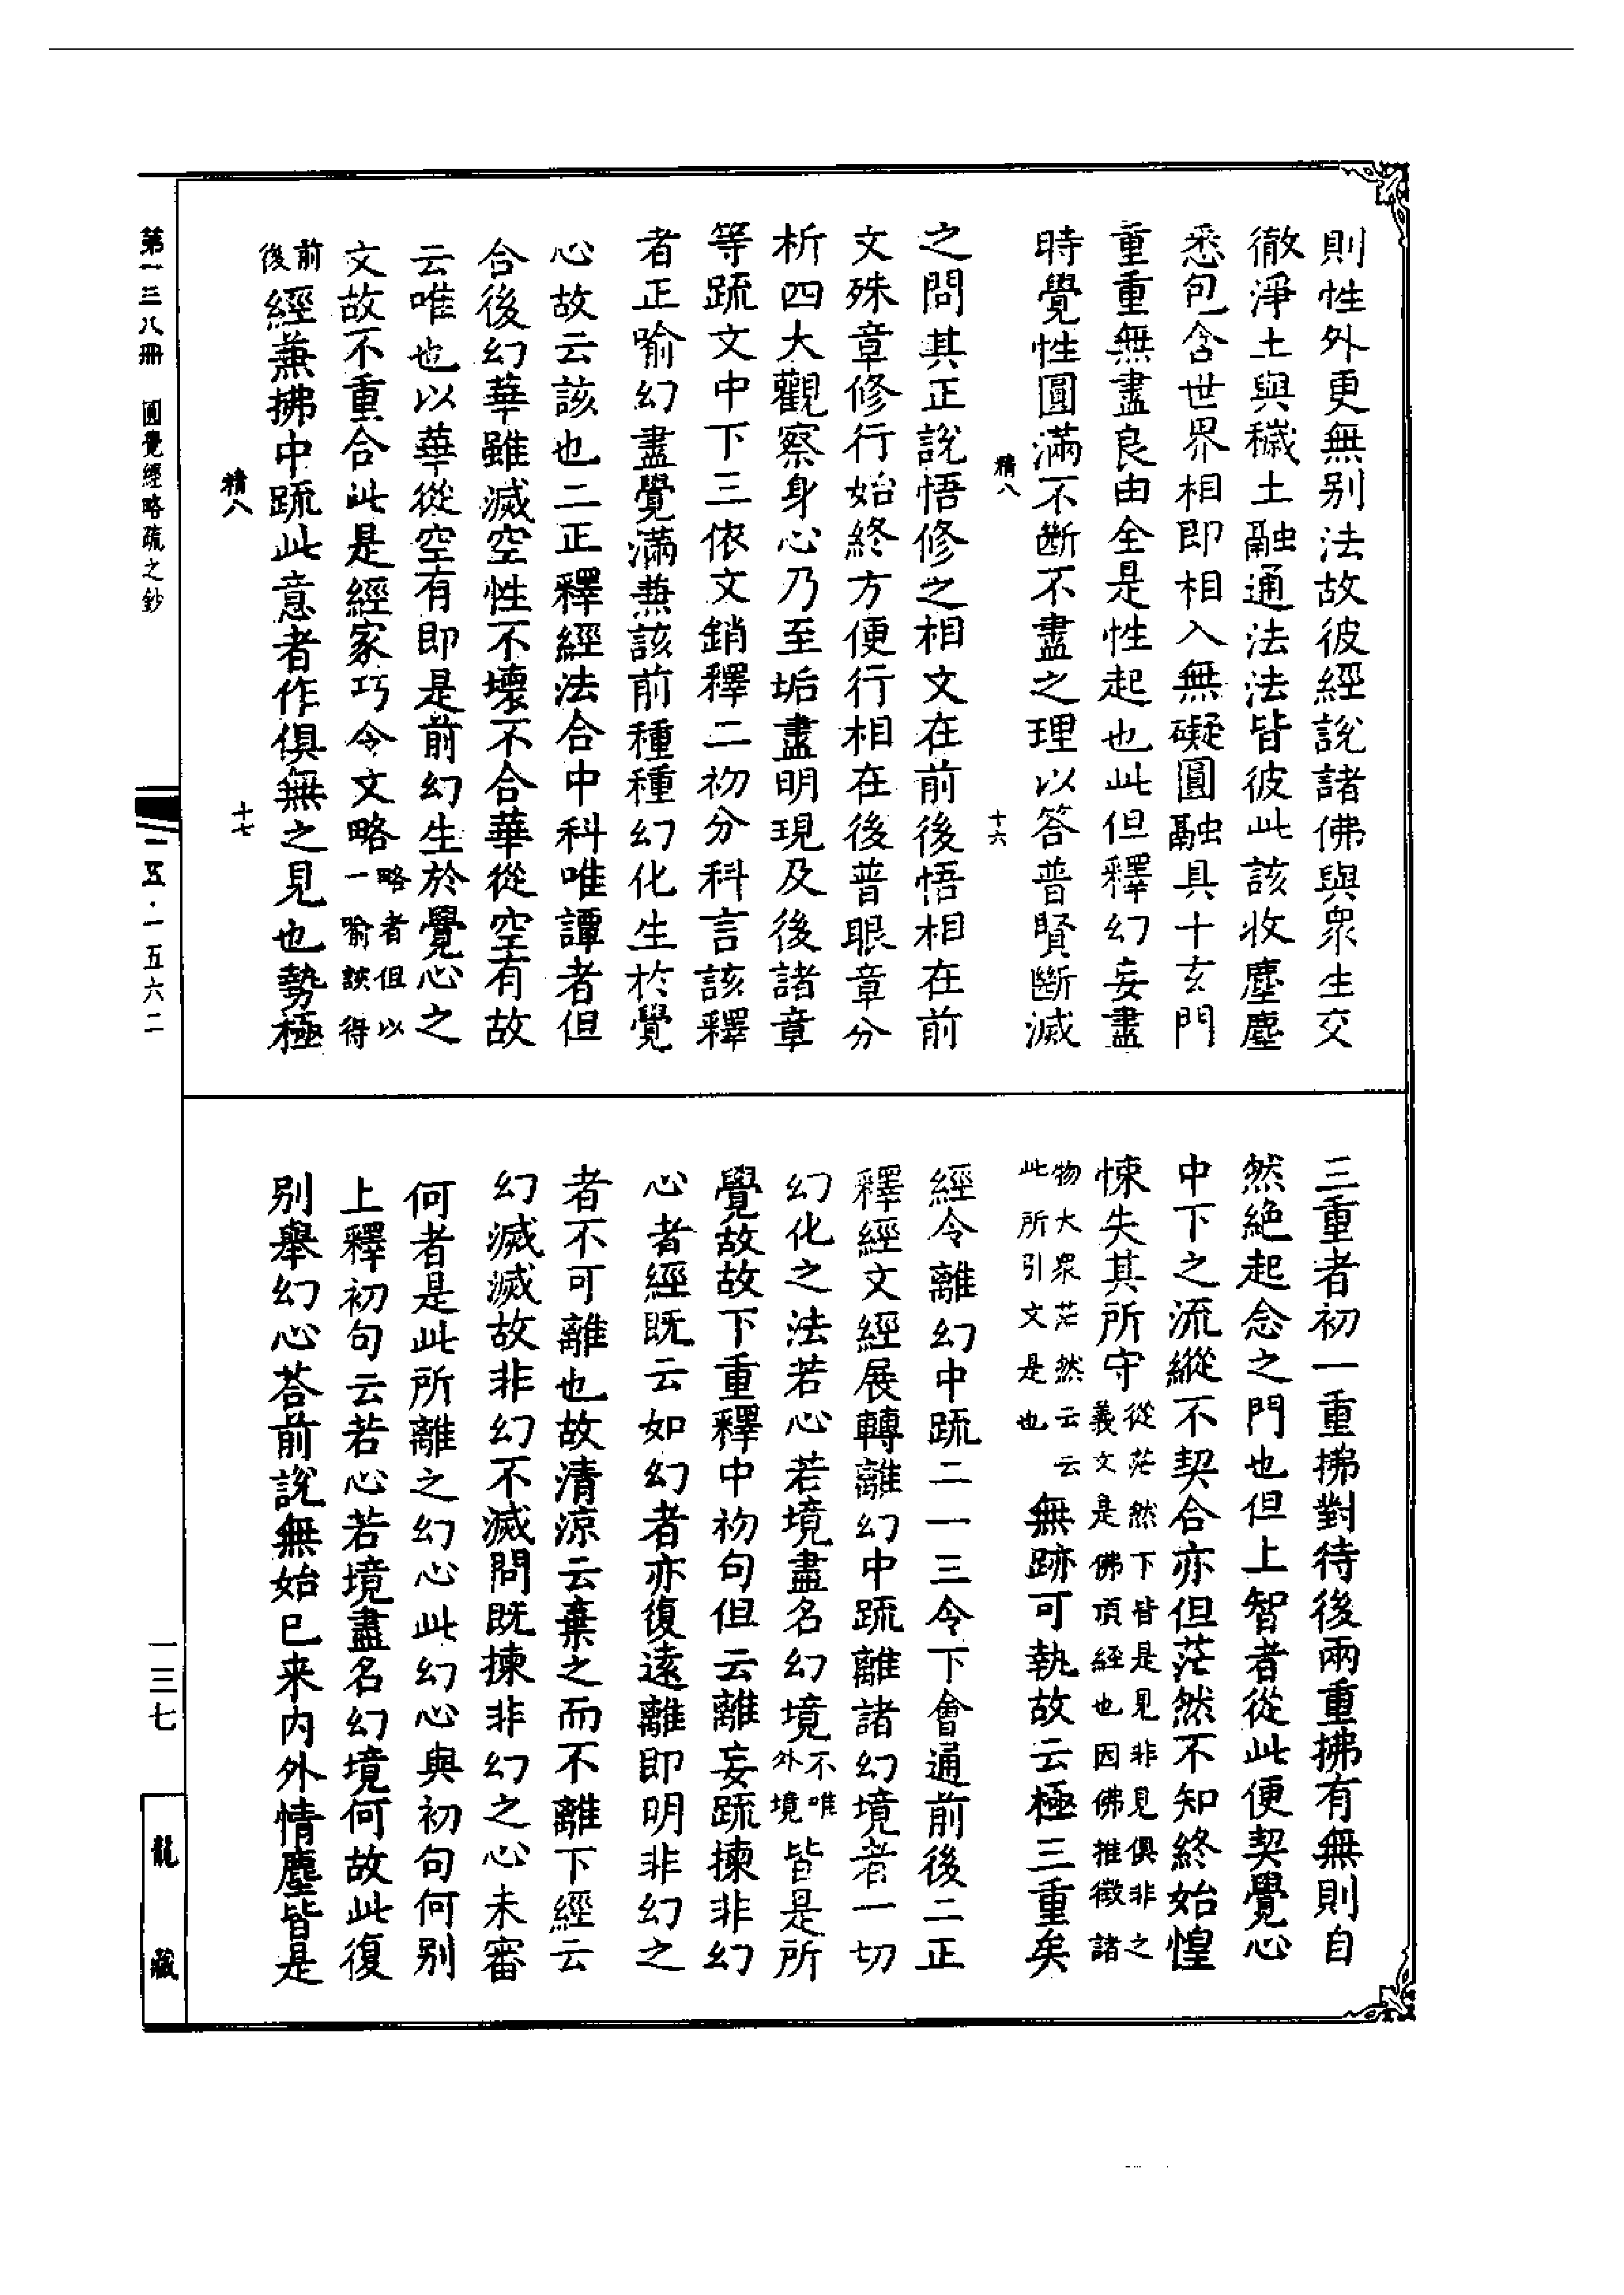 則性外更無別法故彼經說諸佛與衆生交
徹淨土與穢土融通法法皆彼此該收塵塵
悉包含世界相即相入無礙圓融具十玄門
重重無盡良由全是性起也此但釋幻妄盡
時覺性圓滿不斷不盡之理以答普賢斷滅
精八 十六
之問其正說悟修之相文在前後悟相在前
文殊章修行始終方便行相在後普眼章分
析四大觀察身心乃至垢盡明現及後諸章
等䟽文中下三依文銷釋二初分科言該釋
者正喻幻盡覺滿兼該前種種幻化生於覺
心故云該也二正釋經法合中科唯譚者但
合後幻華雖滅空性不壞不合華從空有故
云唯也以華從空有即是前幻生於覺心之
文故不重合此是經家巧令文略略者但以
一喻該得
前
後經兼拂中䟽此意者作俱無之見也勢極
精八 十七
三重者初一重拂對待後兩重拂有無則自
然絶起念之門也但上智者從此便契覺心
中下之流縱不契合亦但茫然不知終始惶
悚失其所守從茫然下皆是見非見俱非之
義文是佛頂經也因佛推徵諸
物大衆茫然云云
此所引文是也無跡可執故云極三重矣
經令離幻中䟽二一三令下會通前後二正
釋經文經展轉離幻中䟽離諸幻境者一切
幻化之法若心若境盡名幻境不唯
外境皆是所
覺故故下重釋中初句但云離妄䟽揀非幻
心者經既云如幻者亦復遠離即明非幻之
者不可離也故清涼云棄之而不離下經云
幻滅滅故非幻不滅問既揀非幻之心未審
何者是此所離之幻心此幻心與初句何別
上釋初句云若心若境盡名幻境何故此復
別舉幻心荅前說無始已来內外情塵皆是
第一三八冊 圓覺經略疏之鈔
一五·一五六二
一三七
龍藏